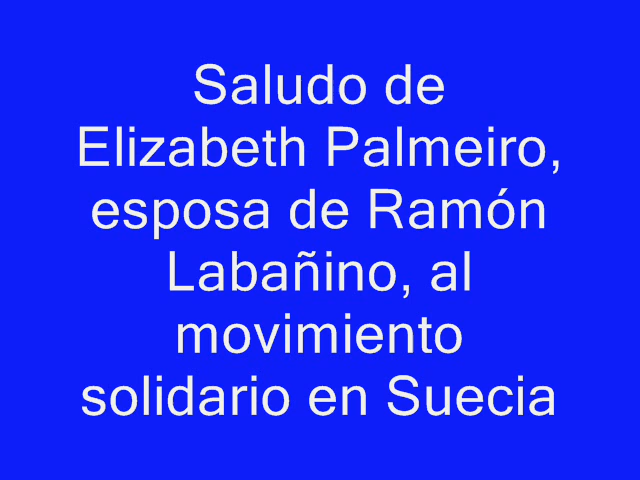 Saludo de
Elizabeth Palmeiro,
esposa de Ramón
Labañino, al
movimiento
solidario en Suecia